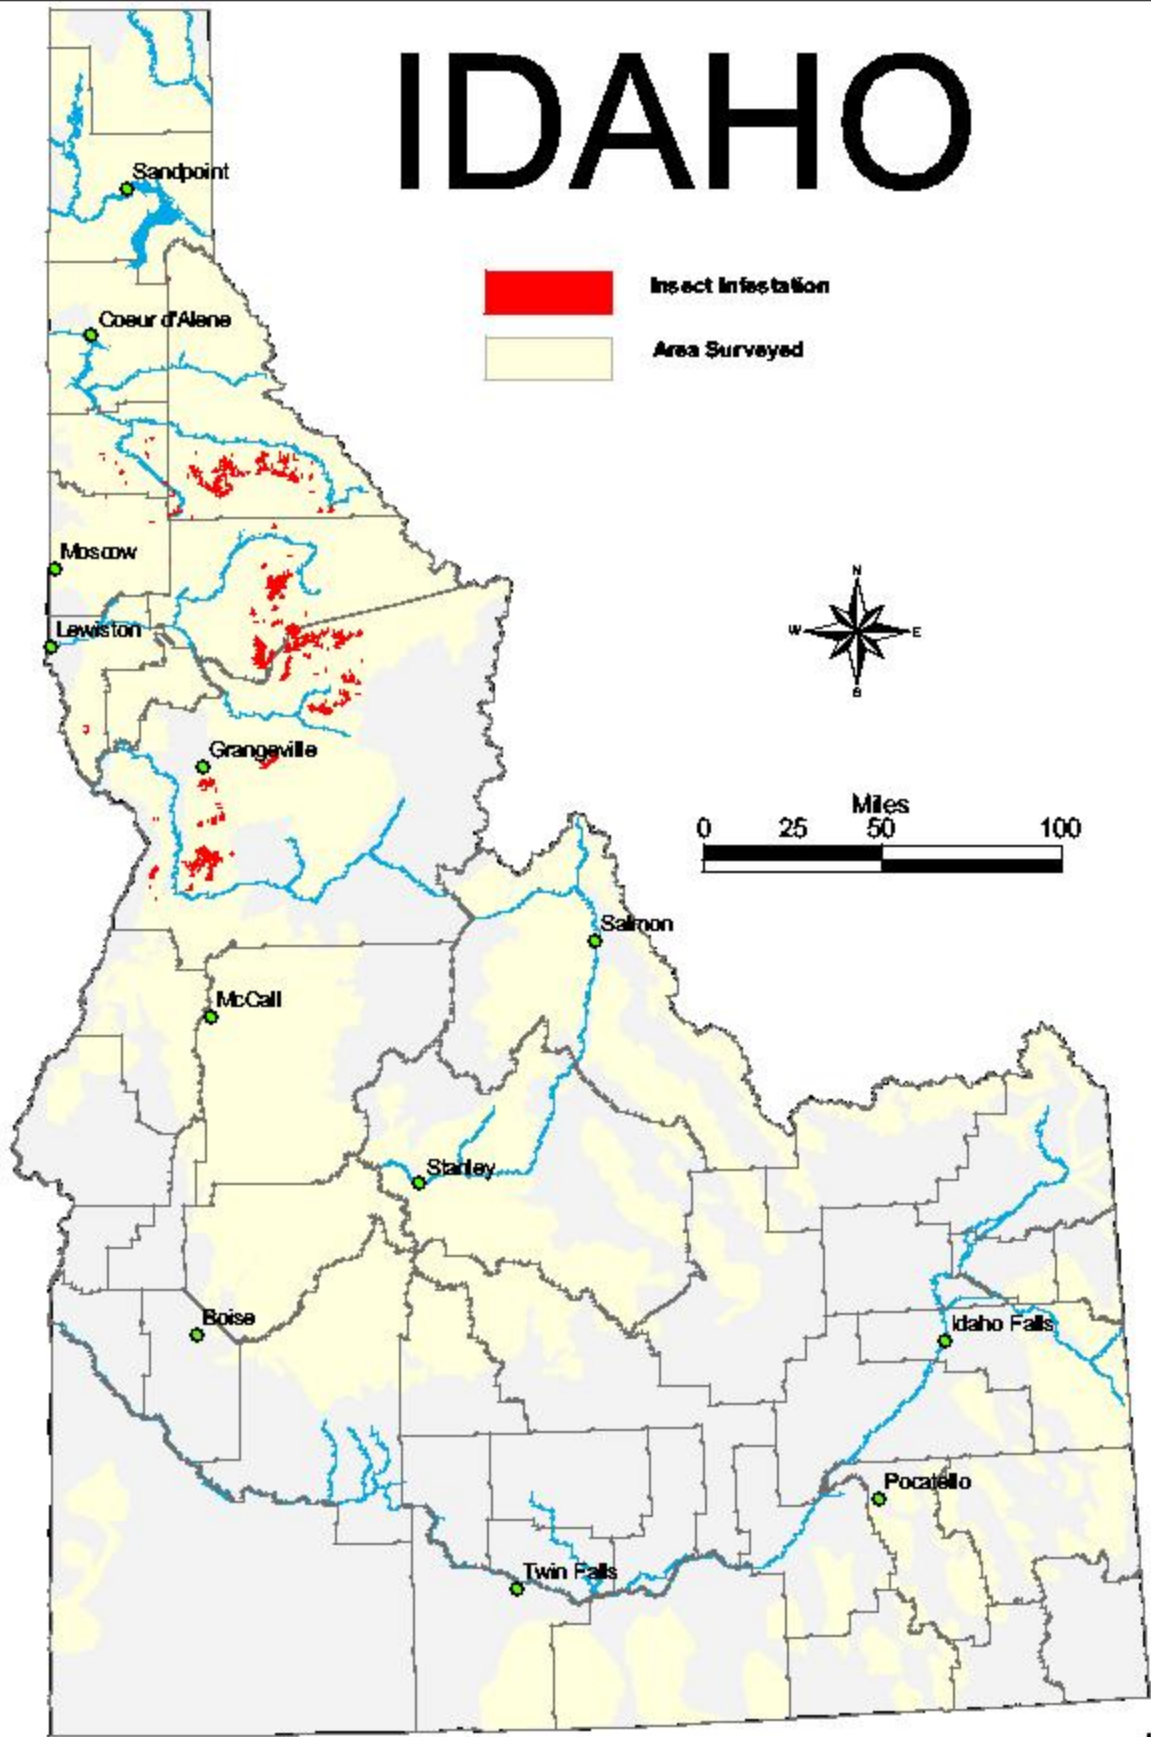 IDAHO
Sandpoint
Insect Infestation
Coeur d'Alene
Area Surveyed
Moscow
N
W
E
S
Lewiston
Grangeville
Miles
0 25 50 100
Salmon
McCall
Stanley
Boise
Idaho Falls
Pocatello
Twin Falls